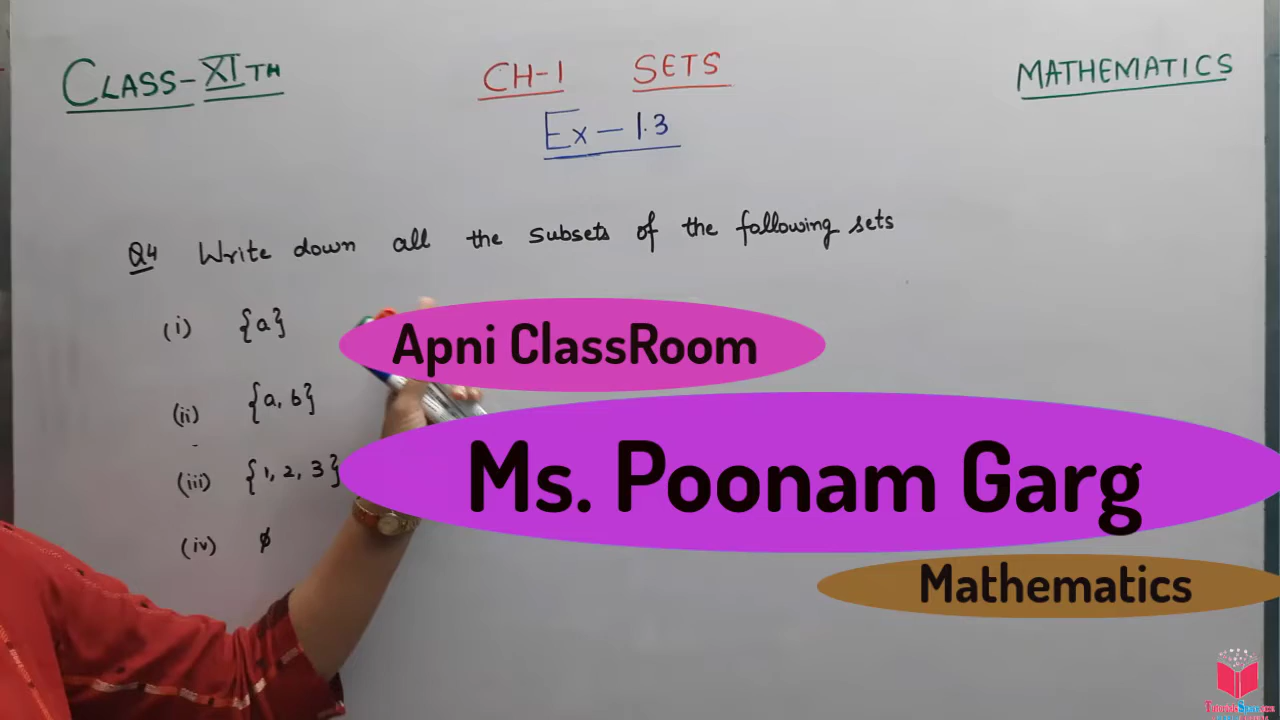 CLASS-XITH CH-1 SETS MATHEMATICS
Ex-1.3
Q4 Write down all the subsets of the following sets
(i) {a}
Apni ClassRoom
(ii) {a, b}
(iii) {1, 2, 3}
Ms. Poonam Garg
(iv) ∅
Mathematics